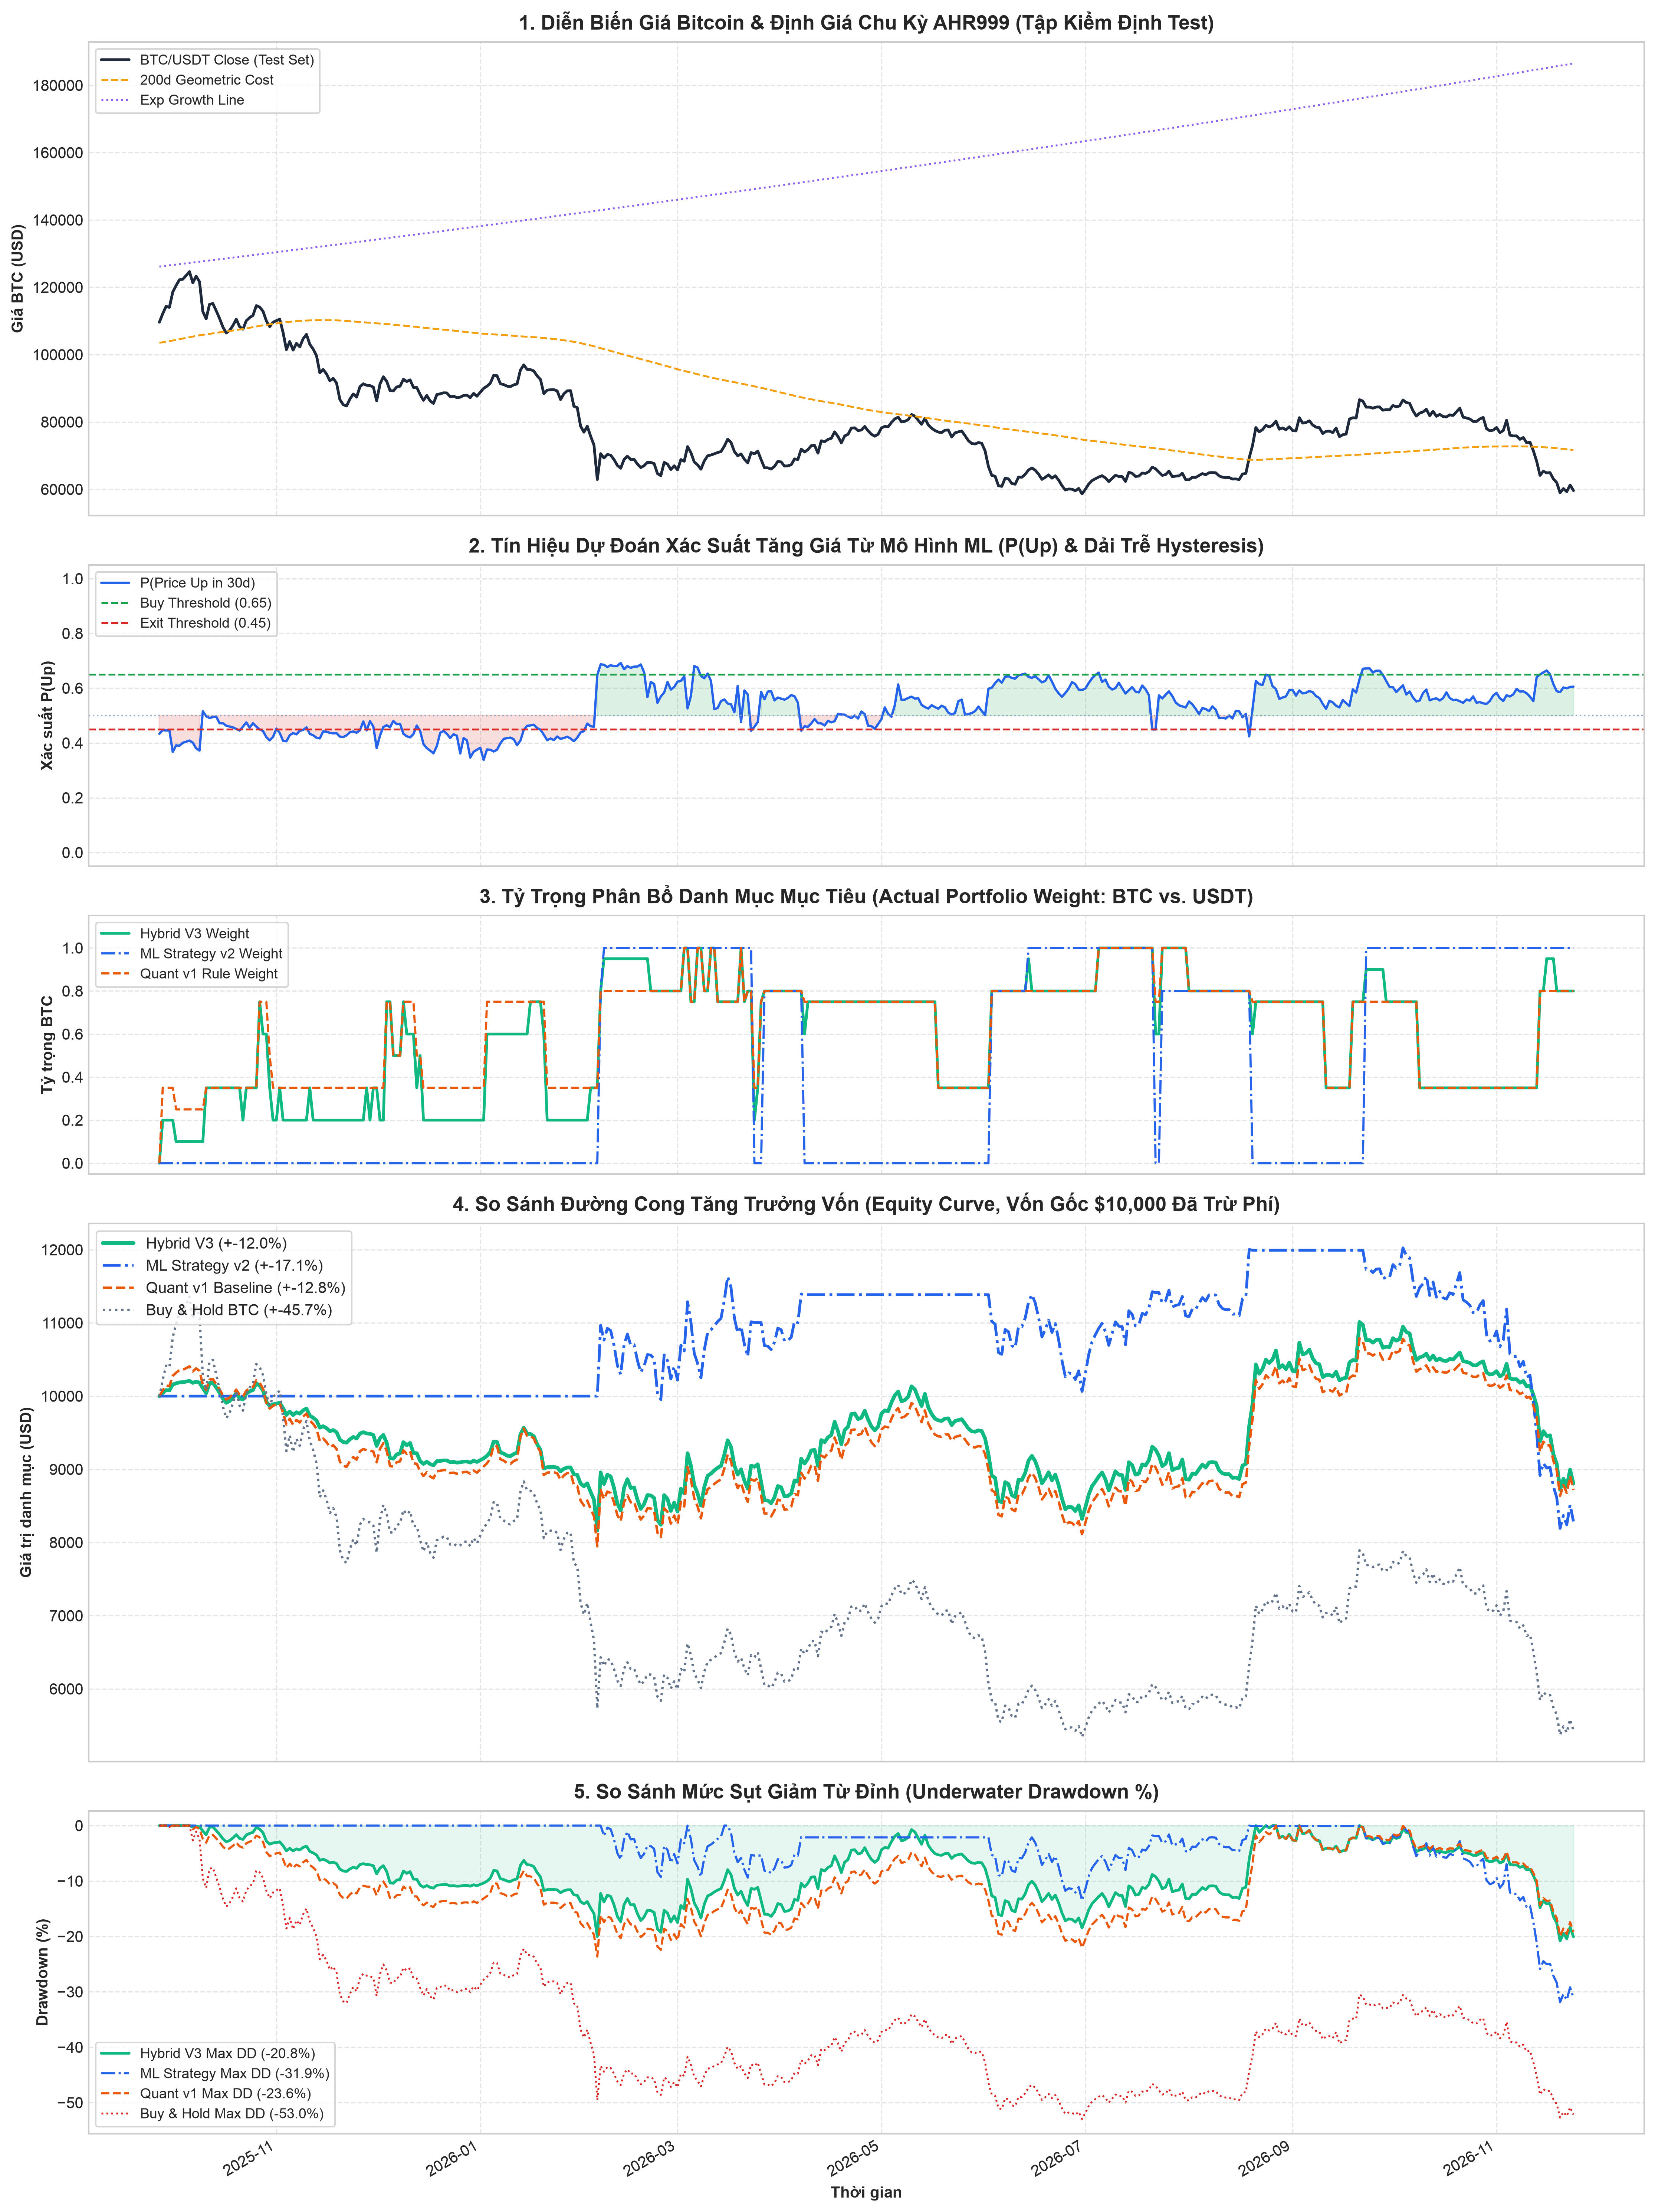 1. Diễn Biến Giá Bitcoin & Định Giá Chu Kỳ AHR999 (Tập Kiểm Định Test)
BTC/USDT Close (Test Set)
200d Geometric Cost
Exp Growth Line
Giá BTC (USD)
180000
160000
140000
120000
100000
80000
60000
2. Tín Hiệu Dự Đoán Xác Suất Tăng Giá Từ Mô Hình ML (P(Up) & Dải Trễ Hysteresis)
P(Price Up in 30d)
Buy Threshold (0.65)
Exit Threshold (0.45)
Xác suất P(Up)
1.0
0.8
0.6
0.4
0.2
0.0
3. Tỷ Trọng Phân Bổ Danh Mục Mục Tiêu (Actual Portfolio Weight: BTC vs. USDT)
Hybrid V3 Weight
ML Strategy v2 Weight
Quant v1 Rule Weight
Tỷ trọng BTC
1.0
0.8
0.6
0.4
0.2
0.0
4. So Sánh Đường Cong Tăng Trưởng Vốn (Equity Curve, Vốn Gốc $10,000 Đã Trừ Phí)
Hybrid V3 (+-12.0%)
ML Strategy v2 (+-17.1%)
Quant v1 Baseline (+-12.8%)
Buy & Hold BTC (+-45.7%)
Giá trị danh mục (USD)
12000
11000
10000
9000
8000
7000
6000
5. So Sánh Mức Sụt Giảm Từ Đỉnh (Underwater Drawdown %)
Drawdown (%)
0
−10
−20
−30
−40
−50
Hybrid V3 Max DD (-20.8%)
ML Strategy Max DD (-31.9%)
Quant v1 Max DD (-23.6%)
Buy & Hold Max DD (-53.0%)
2025-11
2026-01
2026-03
2026-05
2026-07
2026-09
2026-11
Thời gian